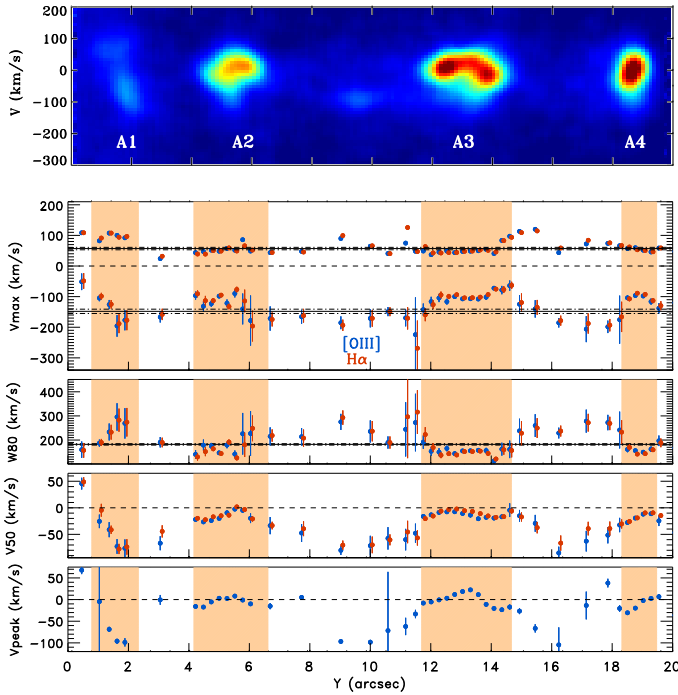 200
100
0
-100
-200
-300
V (km/s)
A1 A2 A3 A4
200
100
0
-100
-200
-300
Vmax (km/s)
[OIII]
Hα
400
300
200
W80 (km/s)
50
0
-50
V50 (km/s)
50
0
-50
-100
Vpeak (km/s)
0 2 4 6 8 10 12 14 16 18 20
Y (arcsec)